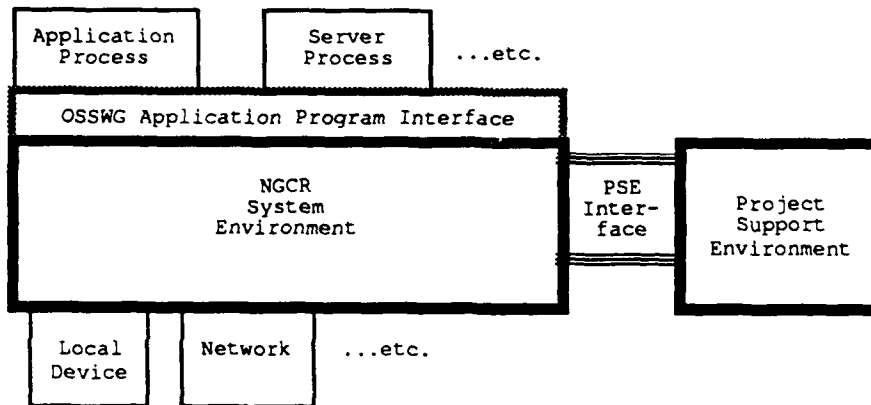 Application
Process
Server
Process
...etc.
OSSWG Application Program Interface
NGCR
System
Environment
PSE
Inter-
face
Project
Support
Environment
Local
Device
Network
...etc.